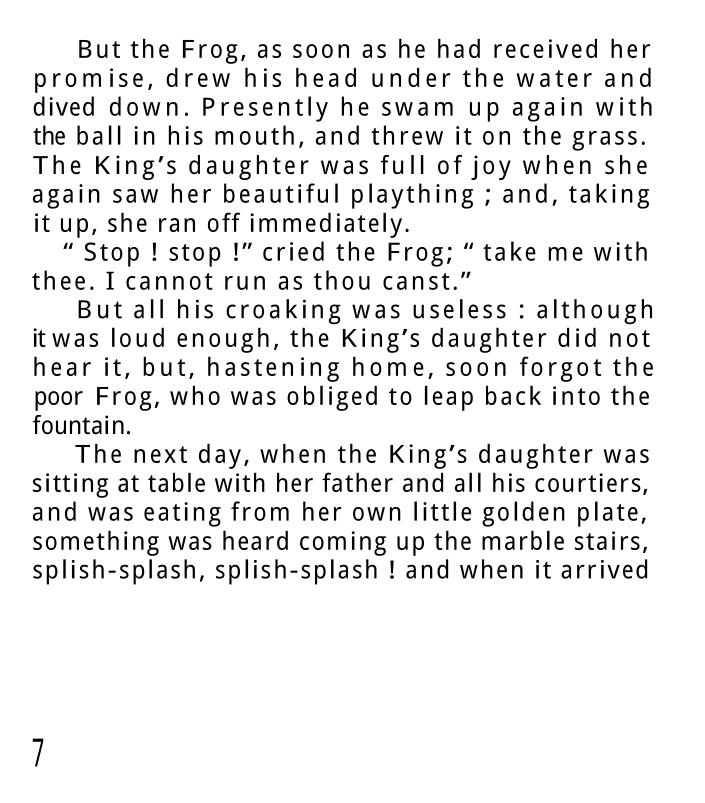 But the Frog, as soon as he had received her
promise, drew his head under the water and
dived down. Presently he swam up again with
the ball in his mouth, and threw it on the grass.
The King’s daughter was full of joy when she
again saw her beautiful plaything ; and, taking
it up, she ran off immediately.
“ Stop ! stop !” cried the Frog; “ take me with
thee. I cannot run as thou canst.”
But all his croaking was useless : although
it was loud enough, the King’s daughter did not
hear it, but, hastening home, soon forgot the
poor Frog, who was obliged to leap back into the
fountain.
The next day, when the King’s daughter was
sitting at table with her father and all his courtiers,
and was eating from her own little golden plate,
something was heard coming up the marble stairs,
splish-splash, splish-splash ! and when it arrived
7